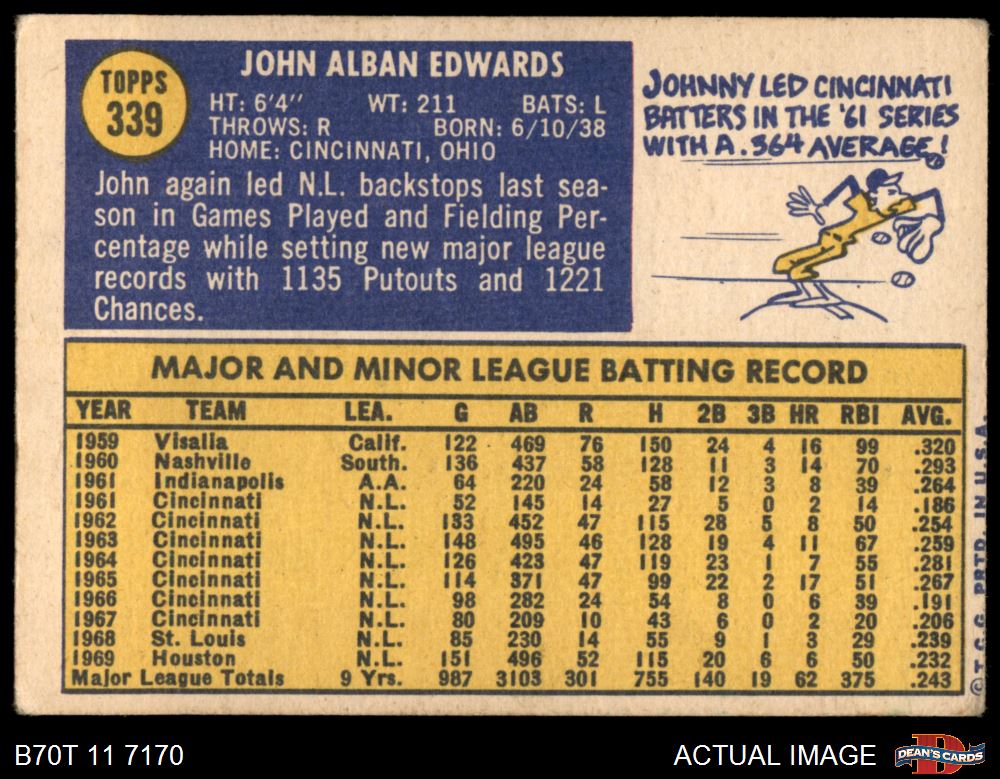 TOPPS
339
JOHN ALBAN EDWARDS
HT: 6'4" WT: 211 BATS: L
THROWS: R BORN: 6/10/38
HOME: CINCINNATI, OHIO
John again led N.L. backstops last sea-
son in Games Played and Fielding Per-
centage while setting new major league
records with 1135 Putouts and 1221
Chances.
JOHNNY LED CINCINNATI
BATTERS IN THE '61 SERIES
WITH A .364 AVERAGE!
MAJOR AND MINOR LEAGUE BATTING RECORD
YEAR TEAM LEA. G AB R H 2B 3B HR RBI AVG.
1959 Visalia Calif. 122 469 76 150 24 4 16 99 .320
1960 Nashville South. 136 437 58 128 11 3 14 70 .293
1961 Indianapolis A.A. 64 220 24 58 12 3 8 39 .264
1961 Cincinnati N.L. 52 145 14 27 5 0 2 14 .186
1962 Cincinnati N.L. 133 452 47 115 28 5 8 50 .254
1963 Cincinnati N.L. 148 495 46 128 19 4 11 67 .259
1964 Cincinnati N.L. 126 423 47 119 23 1 7 55 .281
1965 Cincinnati N.L. 114 371 47 99 22 2 17 51 .267
1966 Cincinnati N.L. 98 282 24 54 8 0 6 39 .191
1967 Cincinnati N.L. 80 209 10 43 6 0 2 20 .206
1968 St. Louis N.L. 85 230 14 55 9 1 3 29 .239
1969 Houston N.L. 151 496 52 115 20 6 6 50 .232
Major League Totals 9 Yrs. 987 3103 301 755 140 19 62 375 .243
©T.C.G. PRTD. IN U.S.A.
B70T 11 7170
ACTUAL IMAGE
DEAN'S CARDS